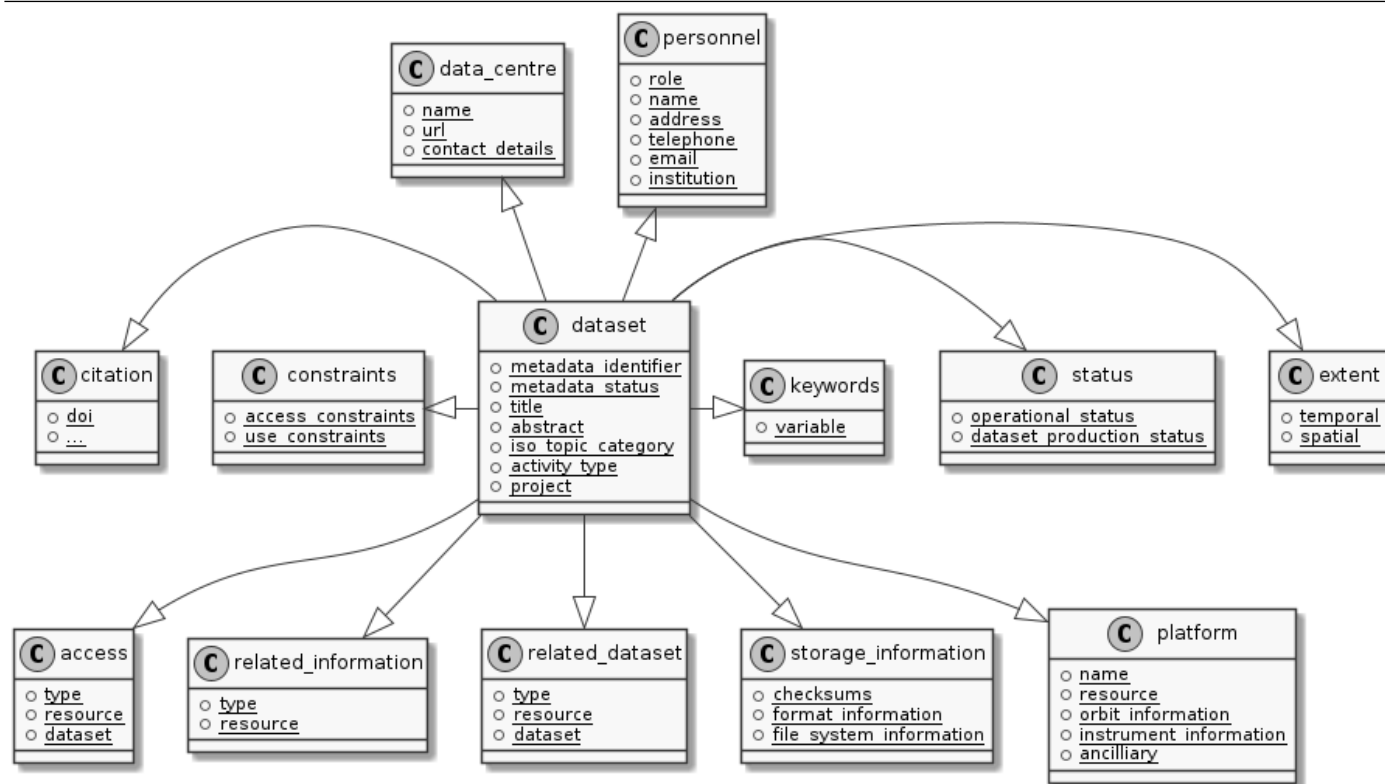 C personnel
role
name
address
telephone
email
institution
C data_centre
name
url
contact_details
C dataset
metadata_identifier
metadata_status
title
abstract
iso_topic_category
activity_type
project
C citation
doi
...
C constraints
access_constraints
use_constraints
C keywords
variable
C status
operational_status
dataset_production_status
C extent
temporal
spatial
C access
type
resource
dataset
C related_information
type
resource
C related_dataset
type
resource
dataset
C storage_information
checksums
format_information
file_system_information
C platform
name
resource
orbit_information
instrument_information
ancilliary